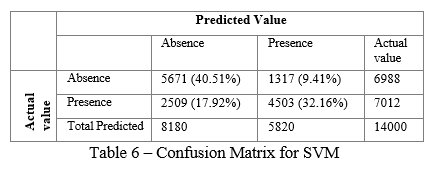 Predicted Value
Absence Presence Actual value
Actual value
Absence 5671 (40.51%) 1317 (9.41%) 6988
Presence 2509 (17.92%) 4503 (32.16%) 7012
Total Predicted 8180 5820 14000
Table 6 – Confusion Matrix for SVM